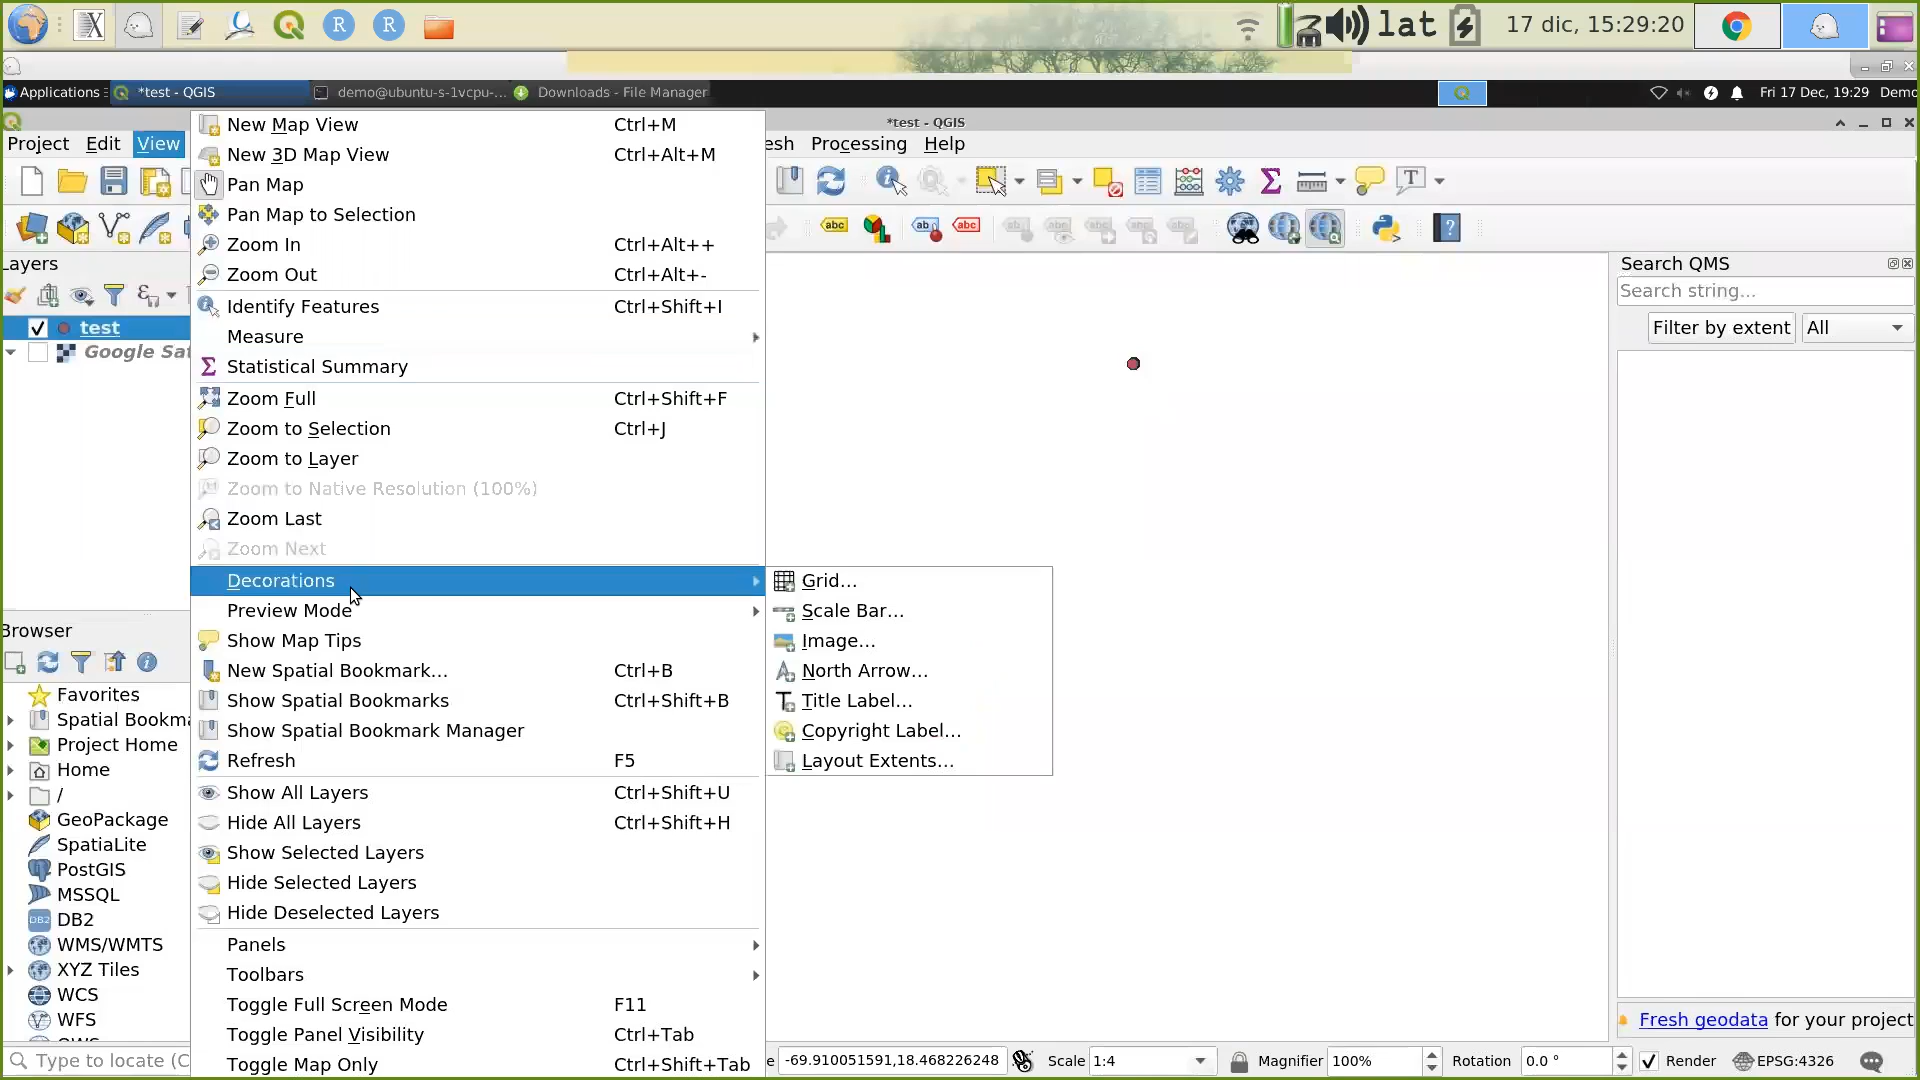 lat
17 dic, 15:29:20
Applications
*test - QGIS
demo@ubuntu-s-1vcpu-...
Downloads - File Manager
Fri 17 Dec, 19:29
Demo
*test - QGIS
Project Edit View
esh Processing Help
New Map View Ctrl+M
New 3D Map View Ctrl+Alt+M
Pan Map
Pan Map to Selection
Zoom In Ctrl+Alt++
Zoom Out Ctrl+Alt+-
Identify Features Ctrl+Shift+I
Measure
Statistical Summary
Zoom Full Ctrl+Shift+F
Zoom to Selection Ctrl+J
Zoom to Layer
Zoom to Native Resolution (100%)
Zoom Last
Zoom Next
Decorations
Preview Mode
Show Map Tips
New Spatial Bookmark... Ctrl+B
Show Spatial Bookmarks Ctrl+Shift+B
Show Spatial Bookmark Manager
Refresh F5
Show All Layers Ctrl+Shift+U
Hide All Layers Ctrl+Shift+H
Show Selected Layers
Hide Selected Layers
Hide Deselected Layers
Panels
Toolbars
Toggle Full Screen Mode F11
Toggle Panel Visibility Ctrl+Tab
Toggle Map Only Ctrl+Shift+Tab
Grid...
Scale Bar...
Image...
North Arrow...
Title Label...
Copyright Label...
Layout Extents...
Layers
test
Google Sat
Browser
Favorites
Spatial Bookma
Project Home
Home
/
GeoPackage
SpatiaLite
PostGIS
MSSQL
DB2
WMS/WMTS
XYZ Tiles
WCS
WFS
Search QMS
Search string...
Filter by extent
All
Fresh geodata for your project
Type to locate (C
-69.910051591,18.468226248
Scale 1:4
Magnifier 100%
Rotation 0.0 °
Render
EPSG:4326